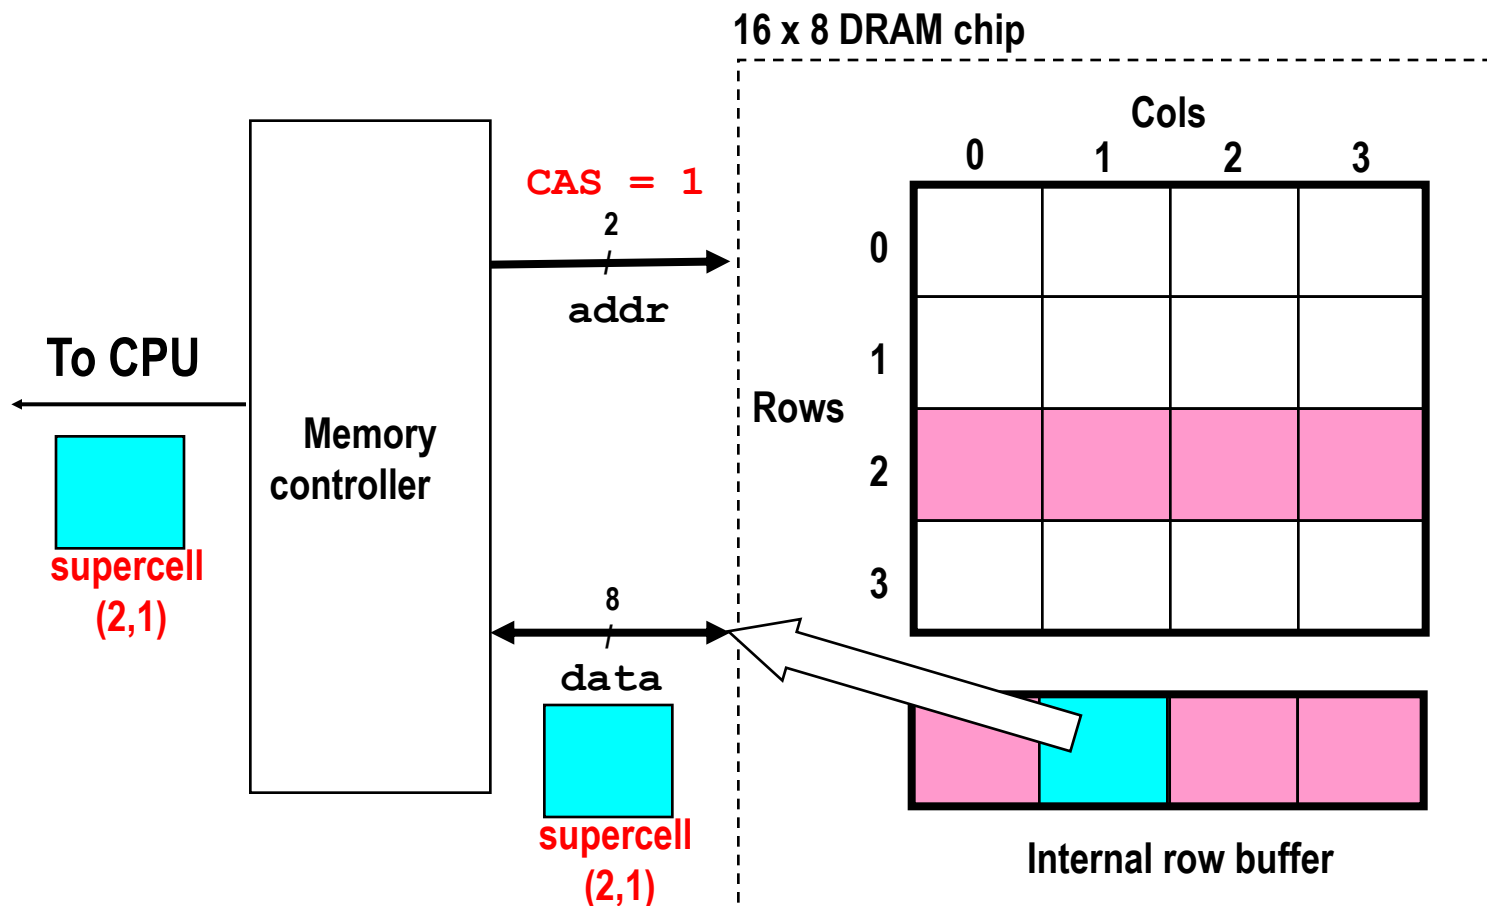 16 x 8 DRAM chip
Cols
0 1 2 3
CAS = 1
2
addr
0
1
Rows
2
3
To CPU
Memory
controller
supercell
(2,1)
8
data
supercell
(2,1)
Internal row buffer